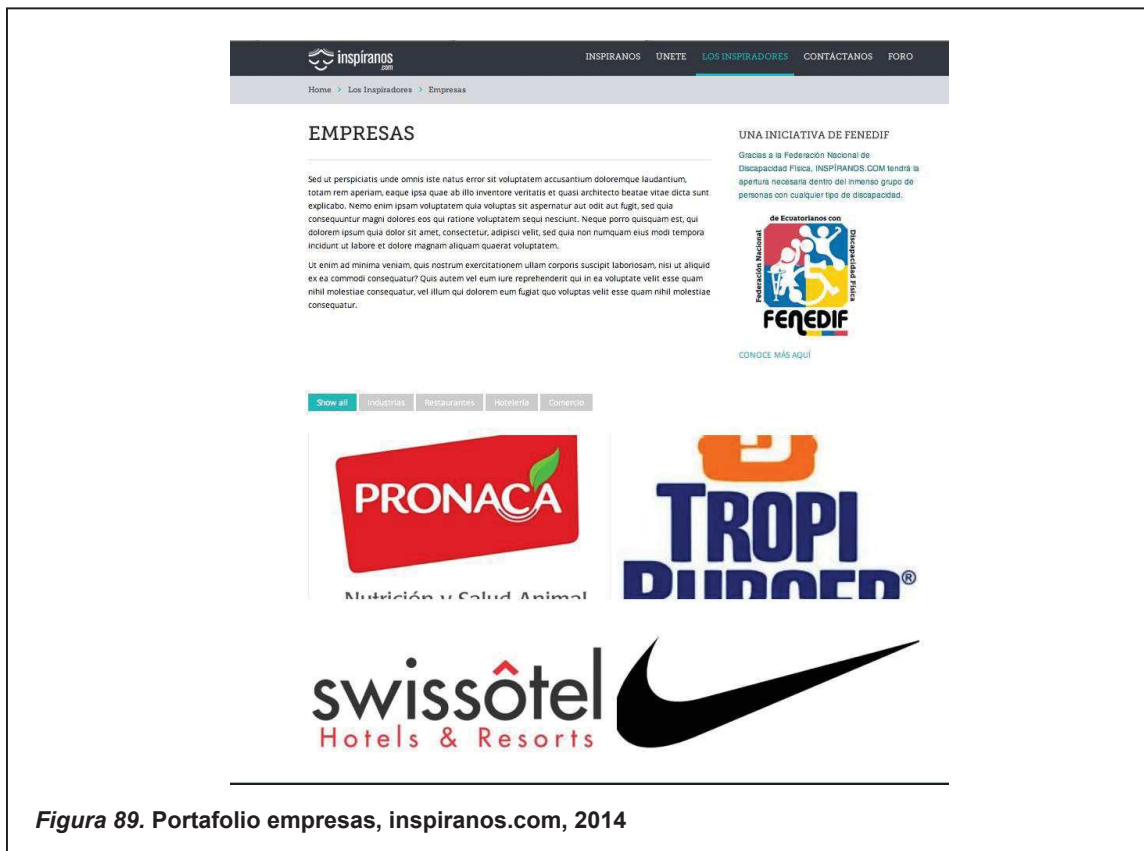 inspíranos
.com
INSPIRANOS ÚNETE LOS INSPIRADORES CONTÁCTANOS FORO
Home > Los Inspiradores > Empresas
EMPRESAS
Sed ut perspiciatis unde omnis iste natus error sit voluptatem accusantium doloremque laudantium,
totam rem aperiam, eaque ipsa quae ab illo inventore veritatis et quasi architecto beatae vitae dicta sunt
explicabo. Nemo enim ipsam voluptatem quia voluptas sit aspernatur aut odit aut fugit, sed quia
consequuntur magni dolores eos qui ratione voluptatem sequi nesciunt. Neque porro quisquam est, qui
dolorem ipsum quia dolor sit amet, consectetur, adipisci velit, sed quia non numquam eius modi tempora
incidunt ut labore et dolore magnam aliquam quaerat voluptatem.
Ut enim ad minima veniam, quis nostrum exercitationem ullam corporis suscipit laboriosam, nisi ut aliquid
ex ea commodi consequatur? Quis autem vel eum iure reprehenderit qui in ea voluptate velit esse quam
nihil molestiae consequatur, vel illum qui dolorem eum fugiat quo voluptas velit esse quam nihil molestiae
consequatur.
UNA INICIATIVA DE FENEDIF
Gracias a la Federación Nacional de
Discapacidad Física, INSPÍRANOS.COM tendrá la
apertura necesaria dentro del inmenso grupo de
personas con cualquier tipo de discapacidad.
Federación Nacional
de Ecuatorianos con
Discapacidad Física
FENEDIF
CONOCE MÁS AQUÍ
Show all Industrias Restaurantes Hotelería Comercio
PRONACA
Nutrición y Salud Animal
TROPI
BURGER®
swissôtel
Hotels & Resorts
Figura 89. Portafolio empresas, inspiranos.com, 2014